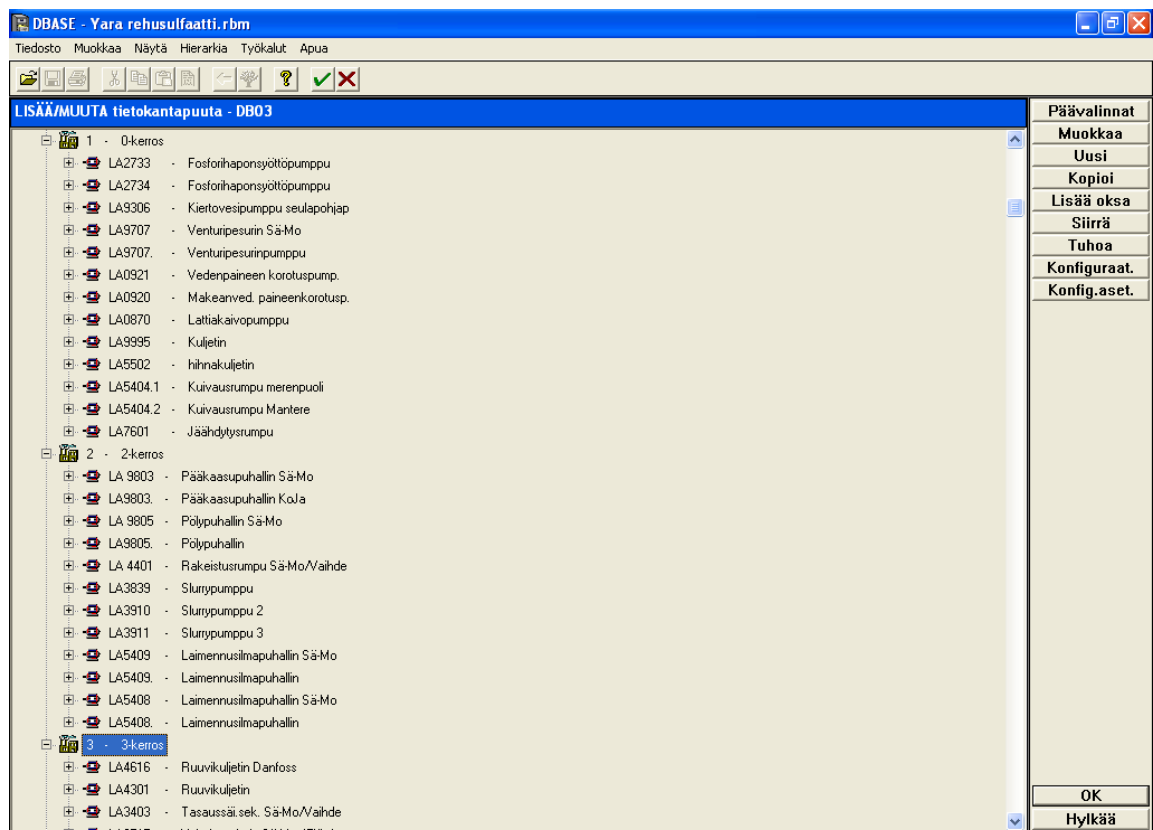 DBASE - Yara rehusulfaatti.rbm
Tiedosto Muokkaa Näytä Hierarkia Työkalut Apua
LISÄÄ/MUUTA tietokantapuuta - DB03
1 - 0-kerros
LA2733 - Fosforihaponsyöttöpumppu
LA2734 - Fosforihaponsyöttöpumppu
LA9306 - Kiertovesipumppu seulapohjap
LA9707 - Venturipesurin Sä-Mo
LA9707. - Venturipesurinpumppu
LA0921 - Vedenpaineen korotuspump.
LA0920 - Makeanved. paineenkorotusp.
LA0870 - Lattiakaivopumppu
LA9995 - Kuljetin
LA5502 - hihnakuljetin
LA5404.1 - Kuivausrumpu merenpuoli
LA5404.2 - Kuivausrumpu Mantere
LA7601 - Jäähdytysrumpu
2 - 2-kerros
LA 9803 - Pääkaasupuhallin Sä-Mo
LA9803. - Pääkaasupuhallin KoJa
LA 9805 - Pölypuhallin Sä-Mo
LA9805. - Pölypuhallin
LA 4401 - Rakeistusrumpu Sä-Mo/Vaihde
LA3839 - Slurrypumppu
LA3910 - Slurrypumppu 2
LA3911 - Slurrypumppu 3
LA5409 - Laimennusilmapuhallin Sä-Mo
LA5409. - Laimennusilmapuhallin
LA5408 - Laimennusilmapuhallin Sä-Mo
LA5408. - Laimennusilmapuhallin
3 - 3-kerros
LA4616 - Ruuvikuljetin Danfoss
LA4301 - Ruuvikuljetin
LA3403 - Tasaussäi.sek. Sä-Mo/Vaihde
Päävalinnat
Muokkaa
Uusi
Kopioi
Lisää oksa
Siirrä
Tuhoa
Konfiguraat.
Konfig.aset.
OK
Hylkää